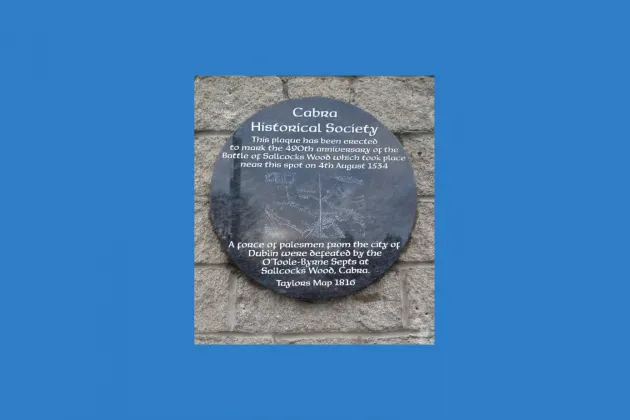 Cabra
Historical Society
This plaque has been erected
to mark the 490th anniversary of the
Battle of Sallcocks Wood which took place
near this spot on 4th August 1534
A force of palesmen from the city of
Dublin were defeated by the
O'Toole-Byrne Septs at
Sallcocks Wood, Cabra.
Taylors Map 1816